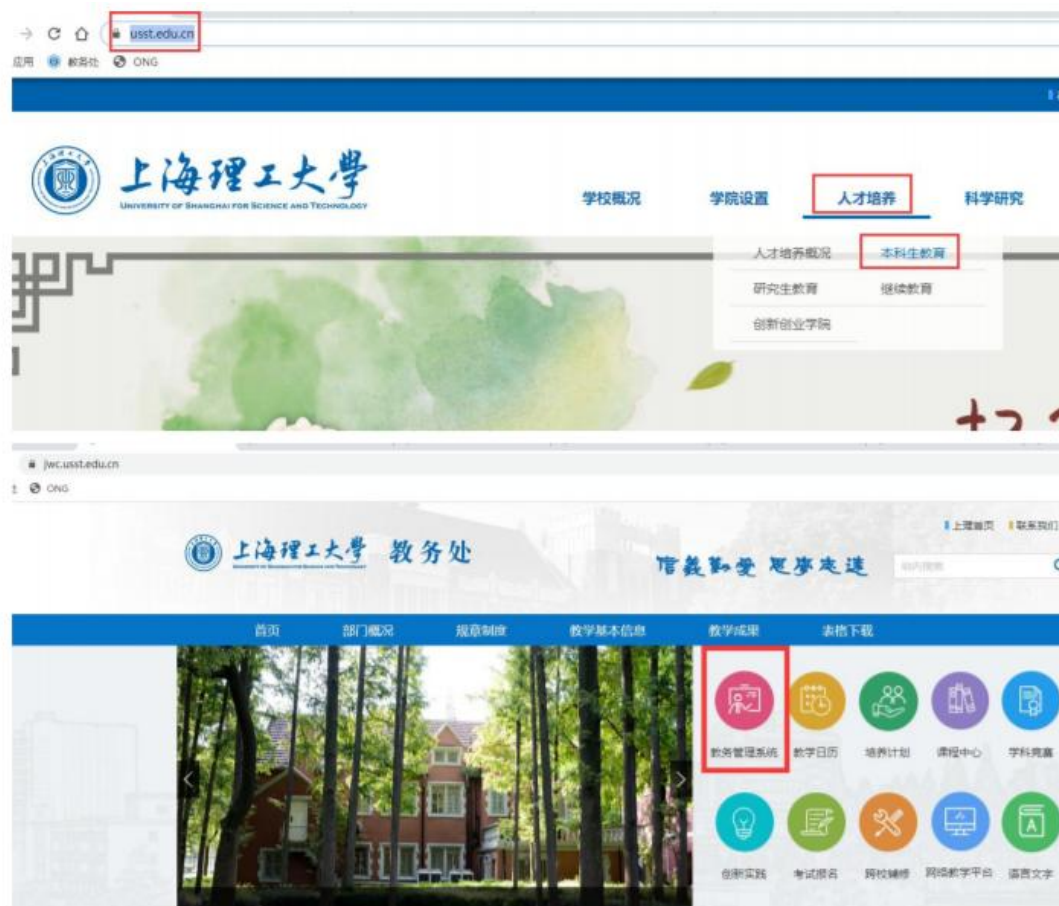 usst.edu.cn
应用 教务处 ONG
上海理工大學
UNIVERSITY OF SHANGHAI FOR SCIENCE AND TECHNOLOGY
学校概况 学院设置 人才培养 科学研究
人才培养概况 本科生教育
研究生教育 继续教育
创新创业学院
jwc.usst.edu.cn
ONG
上理首页 联系我们
上海理工大學 教务处
信義勤愛 思學志遠
站内搜索
首页 部门概况 规章制度 教学基本信息 教学成果 表格下载
教务管理系统 教学日历 培养计划 课程中心 学科竞赛
创新实践 考试报名 跨校辅修 网络教学平台 语言文字